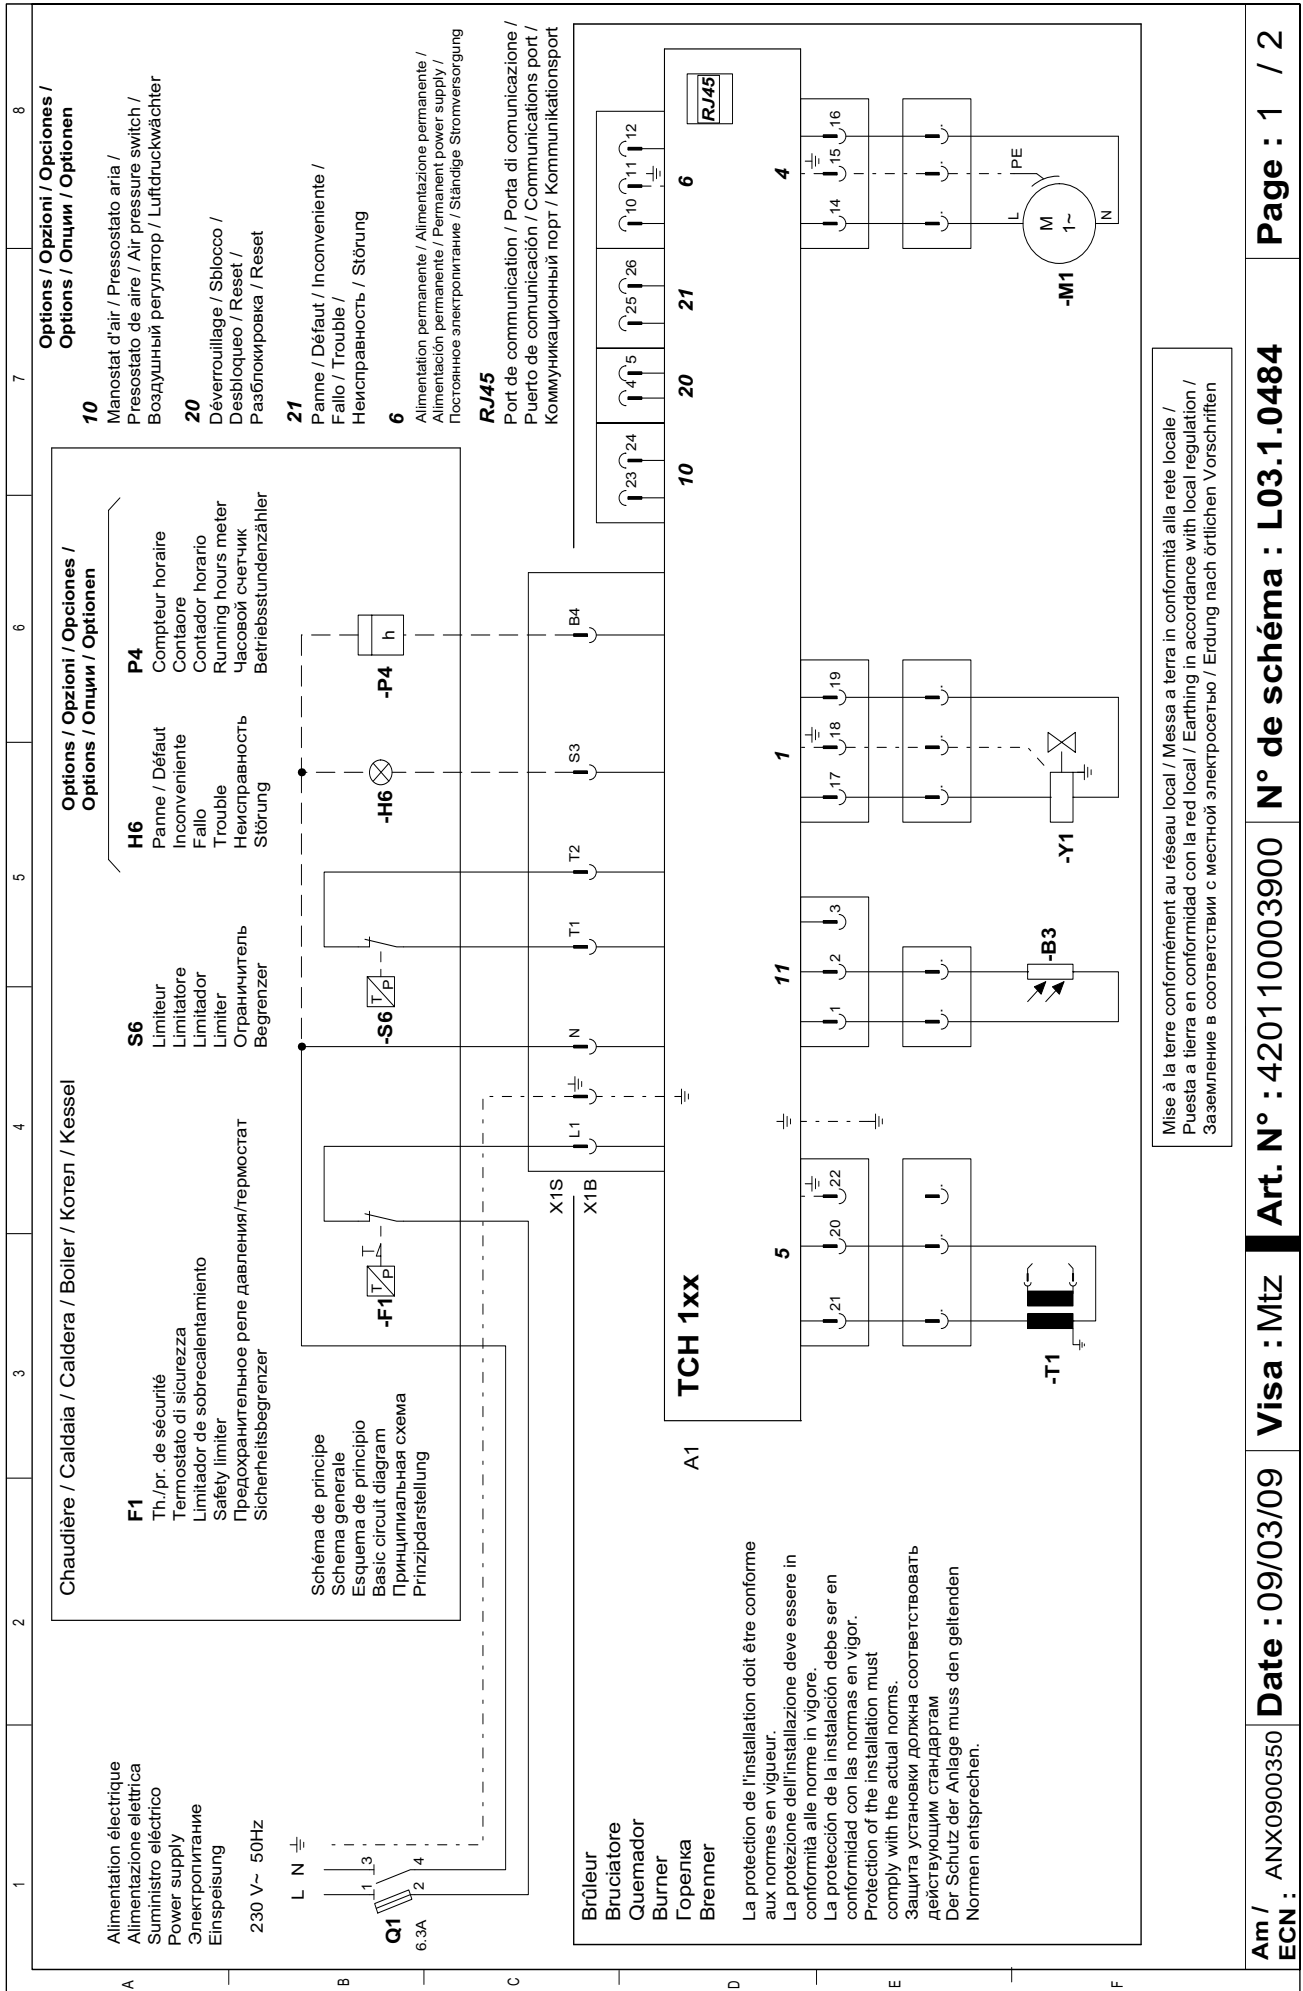 1
2
3
4
5
6
7
8
A
B
C
D
E
F
Alimentation électrique
Alimentazione elettrica
Suministro eléctrico
Power supply
Электропитание
Einspeisung
230 V~ 50Hz
L N
1
3
2
4
Q1
6.3A
Chaudière / Caldaia / Caldera / Boiler / Котел / Kessel
F1
Th./pr. de sécurité
Termostato di sicurezza
Limitador de sobrecalentamiento
Safety limiter
Предохранительное реле давления/термостат
Sicherheitsbegrenzer
Schéma de principe
Schema generale
Esquema de principio
Basic circuit diagram
Принципиальная схема
Prinzipdarstellung
S6
Limiteur
Limitatore
Limitador
Limiter
Ограничитель
Begrenzer
Options / Opzioni / Opciones /
Options / Опции / Optionen
H6
Panne / Défaut
Inconveniente
Fallo
Trouble
Неисправность
Störung
P4
Compteur horaire
Contaore
Contador horario
Running hours meter
Часовой счетчик
Betriebsstundenzähler
-F1
T
T
P
-S6
T
P
-H6
-P4
h
X1S
X1B
L1
N
T1
T2
S3
B4
Options / Opzioni / Opciones /
Options / Опции / Optionen
10
Manostat d'air / Pressostato aria /
Presostato de aire / Air pressure switch /
Воздушный регулятор / Luftdruckwächter
20
Déverrouillage / Sblocco /
Desbloqueo / Reset /
Разблокировка / Reset
21
Panne / Défaut / Inconveniente /
Fallo / Trouble /
Неисправность / Störung
6
Alimentation permanente / Alimentazione permanente /
Alimentación permanente / Permanent power supply /
Постоянное электропитание / Ständige Stromversorgung
RJ45
Port de communication / Porta di comunicazione /
Puerto de comunicación / Communications port /
Коммуникационный порт / Kommunikationsport
Brûleur
Bruciatore
Quemador
Burner
Горелка
Brenner
La protection de l'installation doit être conforme
aux normes en vigueur.
La protezione dell'installazione deve essere in
conformità alle norme in vigore.
La protección de la instalación debe ser en
conformidad con las normas en vigor.
Protection of the installation must
comply with the actual norms.
Защита установки должна соответствовать
действующим стандартам
Der Schutz der Anlage muss den geltenden
Normen entsprechen.
A1
TCH 1xx
23 24
10
4 5
20
25 26
21
10 11 12
6
RJ45
5
21 20 22
11
1 2 3
1
17 18 19
4
14 15 16
-T1
-B3
-Y1
-M1
M
1~
L
N
PE
Mise à la terre conformément au réseau local / Messa a terra in conformità alla rete locale /
Puesta a tierra en conformidad con la red local / Earthing in accordance with local regulation /
Заземление в соответствии с местной электросетью / Erdung nach örtlichen Vorschriften
Am /
ECN : ANX0900350
Date : 09/03/09
Visa : Mtz
Art. N° : 420110003900
N° de schéma : L03.1.0484
Page : 1 / 2